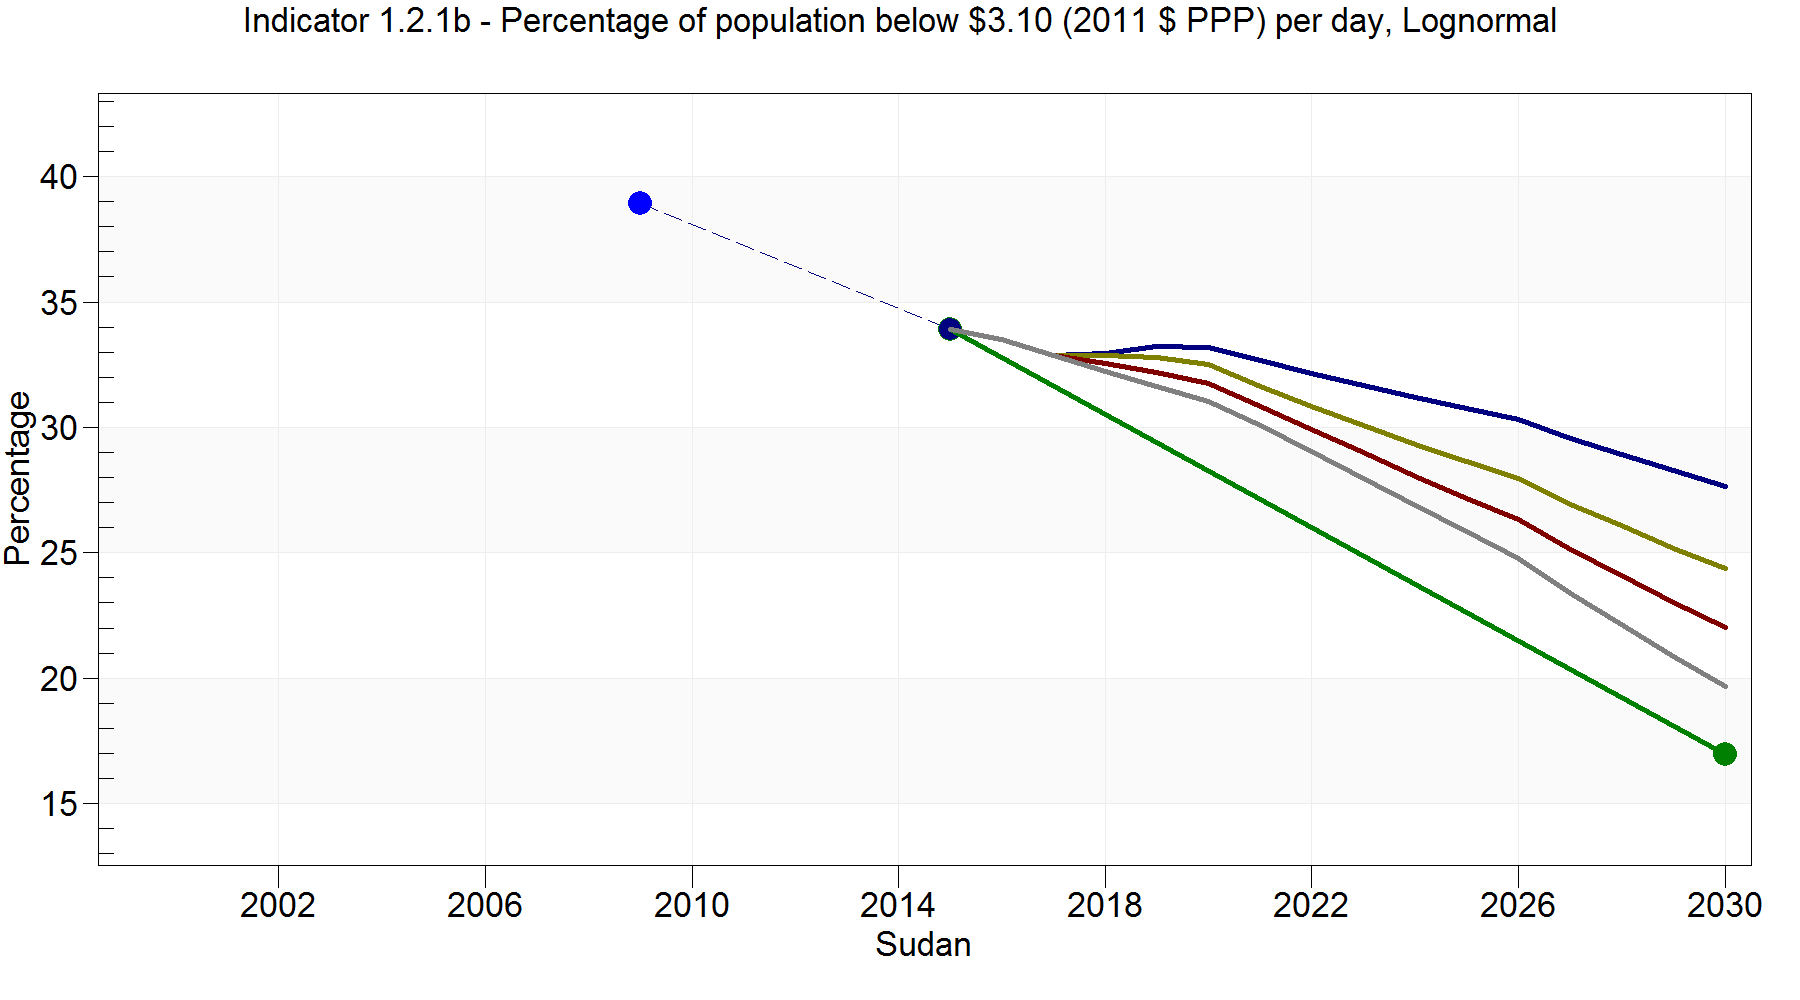 Indicator 1.2.1b - Percentage of population below $3.10 (2011 $ PPP) per day, Lognormal
Percentage
40
35
30
25
20
15
2002 2006 2010 2014 2018 2022 2026 2030
Sudan